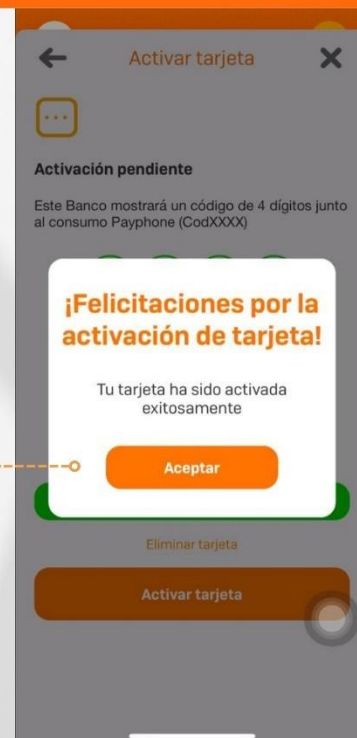 Activar tarjeta
Activación pendiente
Este Banco mostrará un código de 4 dígitos junto
al consumo Payphone (CodXXXX)
¡Felicitaciones por la
activación de tarjeta!
Tu tarjeta ha sido activada
exitosamente
Aceptar
Eliminar tarjeta
Activar tarjeta